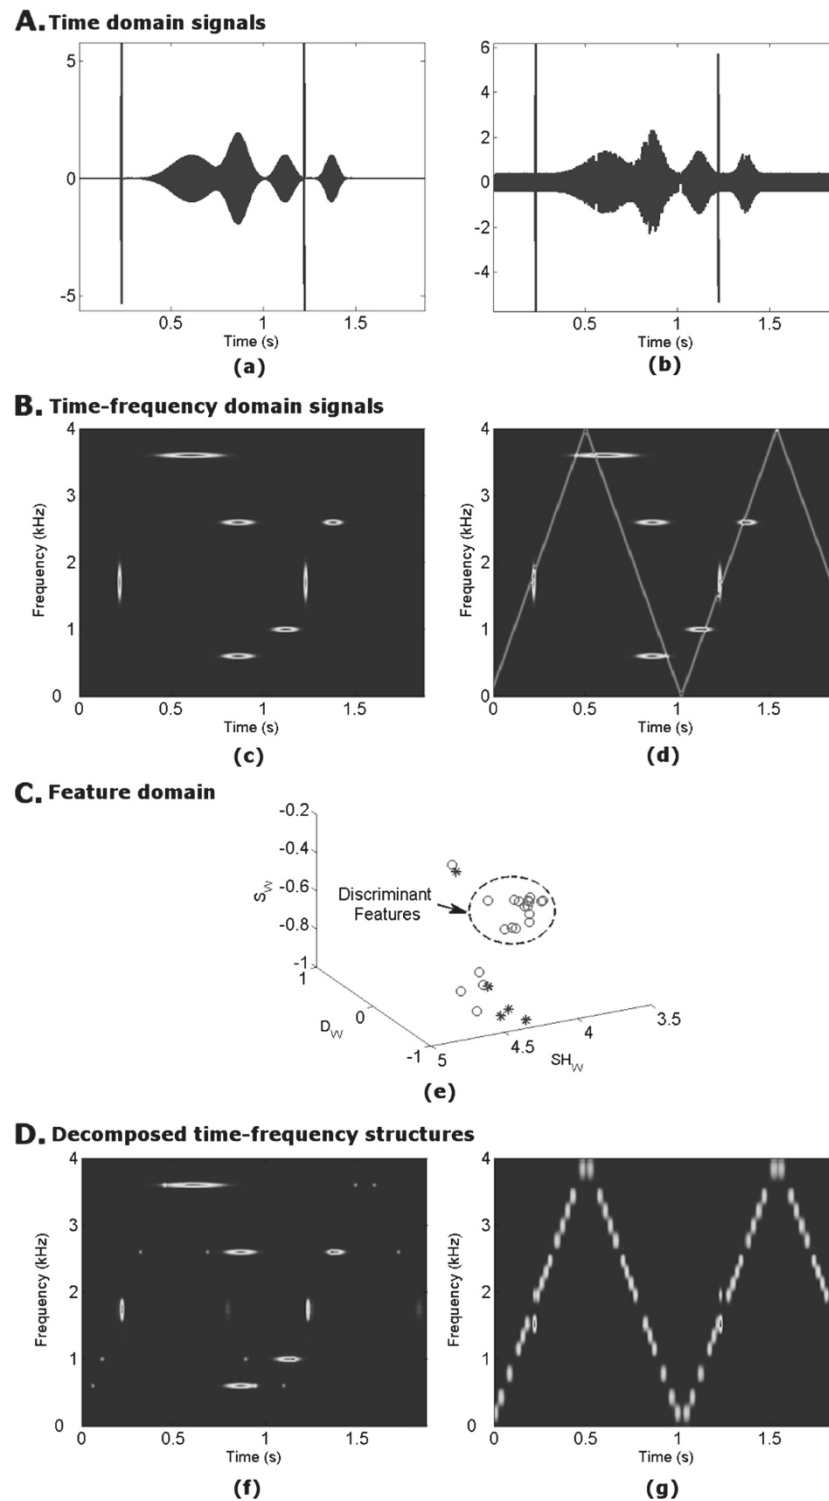 A. Time domain signals
5
0
-5
0.5
1
1.5
Time (s)
(a)
6
4
2
0
-2
-4
0.5
1
1.5
Time (s)
(b)
B. Time-frequency domain signals
4
3
2
1
0
Frequency (kHz)
0
0.5
1
1.5
Time (s)
(c)
4
3
2
1
0
Frequency (kHz)
0
0.5
1
1.5
Time (s)
(d)
C. Feature domain
-0.2
-0.4
-0.6
-0.8
-1
S_W
Discriminant
Features
1
0
-1
D_W
5
4.5
4
3.5
SH_W
(e)
D. Decomposed time-frequency structures
4
3
2
1
0
Frequency (kHz)
0
0.5
1
1.5
Time (s)
(f)
4
3
2
1
0
Frequency (kHz)
0
0.5
1
1.5
Time (s)
(g)